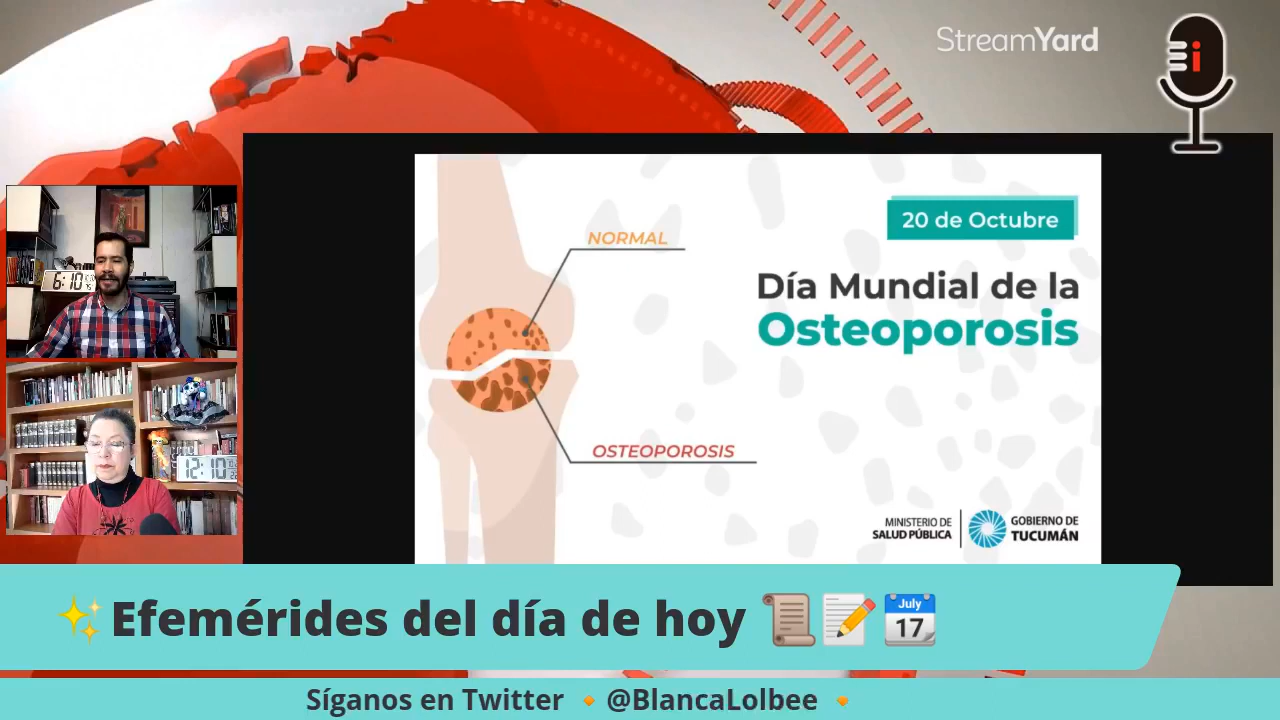 StreamYard
i
6:10
12:10
20 de Octubre
Día Mundial de la
Osteoporosis
NORMAL
OSTEOPOROSIS
MINISTERIO DE
SALUD PÚBLICA
GOBIERNO DE
TUCUMÁN
✨Efemérides del día de hoy 📜📝📅
July
17
Síganos en Twitter 🔸 @BlancaLolbee 🔸